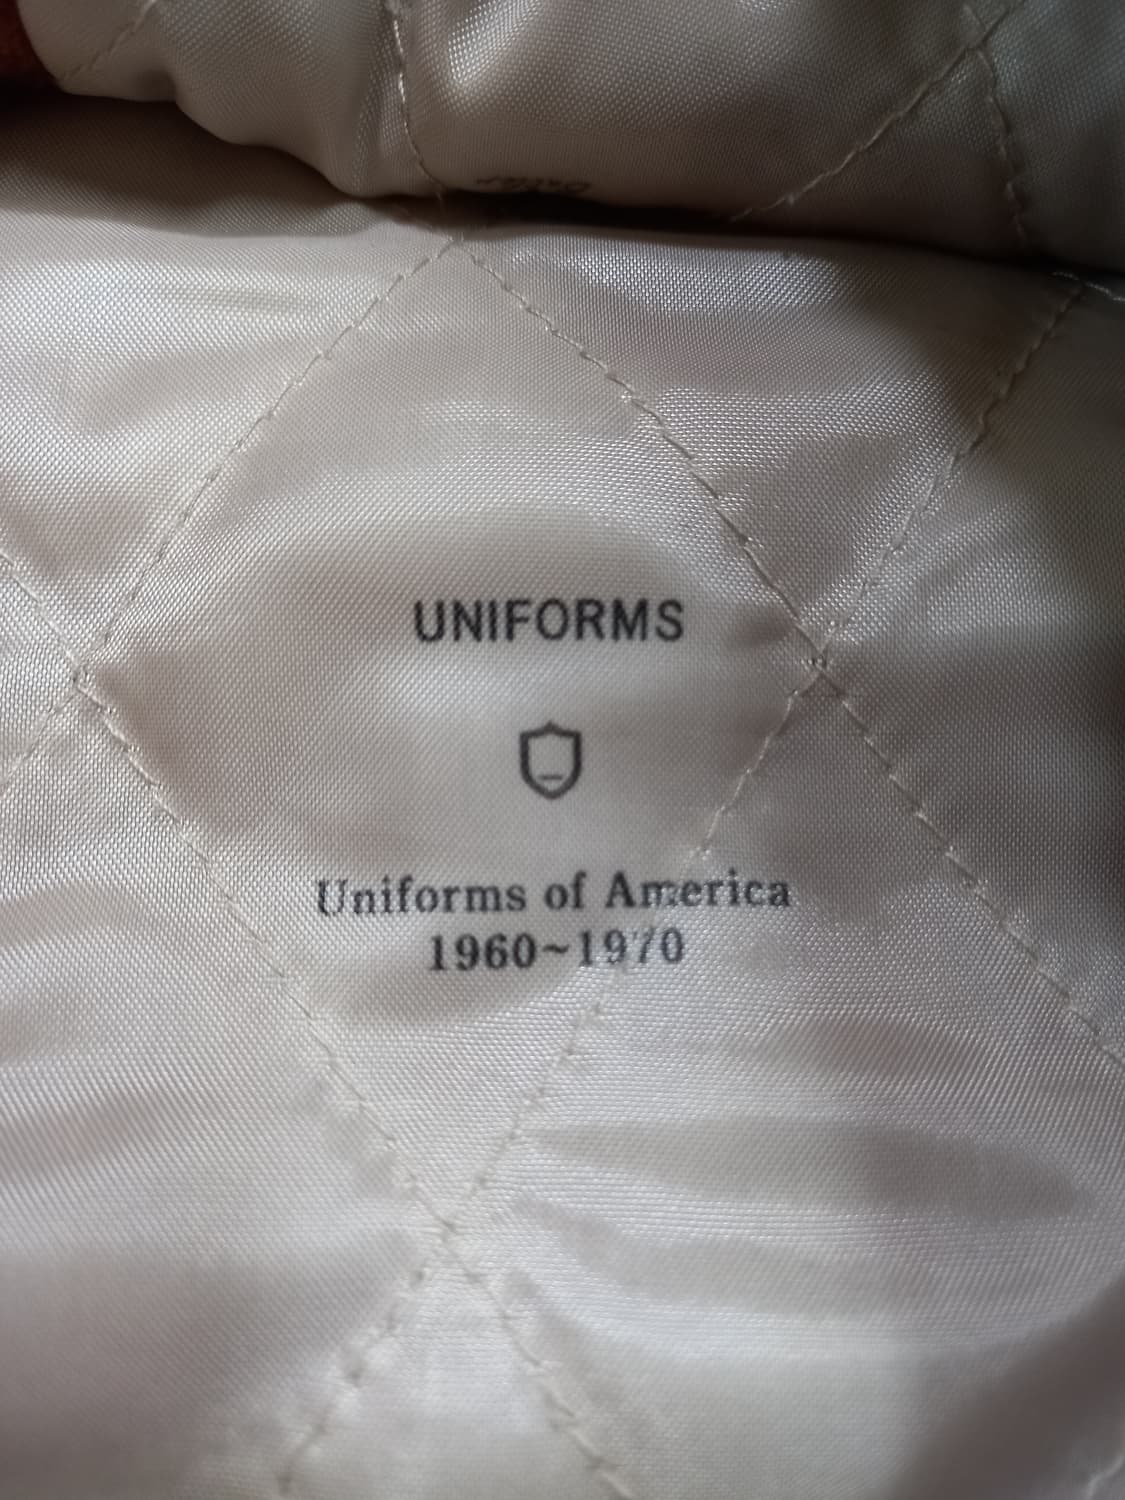 UNIFORMS
Uniforms of America
1960~1970